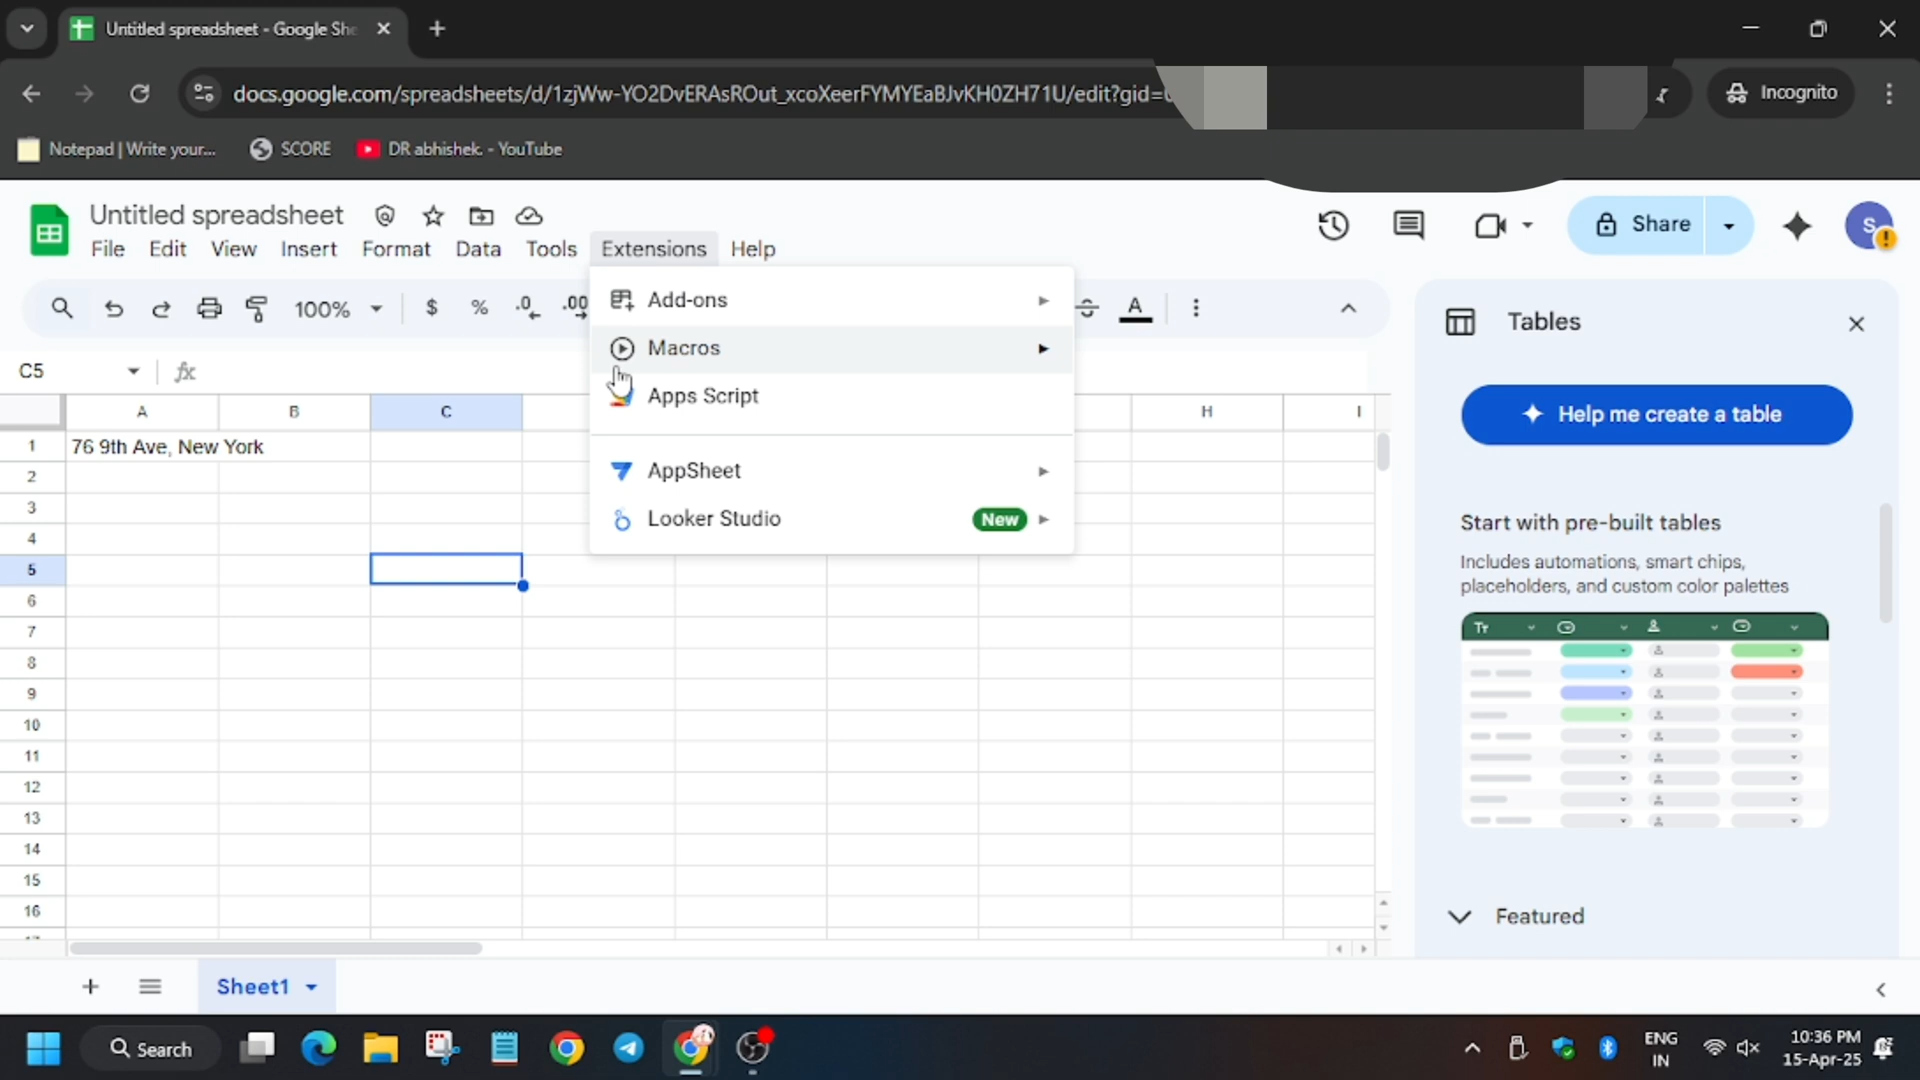 Untitled spreadsheet - Google She
docs.google.com/spreadsheets/d/1zjWw-YO2DvERAsROut_xcoXeerFYMYEaBJvKH0ZH71U/edit?gid=
Incognito
Notepad | Write your...
SCORE
DR abhishek. - YouTube
Untitled spreadsheet
File Edit View Insert Format Data Tools Extensions Help
Share
S
100%
$ % .0 .00
A
Add-ons
Macros
Apps Script
AppSheet
Looker Studio New
C5
fx
A B C H I
1 76 9th Ave, New York
2
3
4
5
6
7
8
9
10
11
12
13
14
15
16
Tables
Help me create a table
Start with pre-built tables
Includes automations, smart chips,
placeholders, and custom color palettes
Tr
Featured
Sheet1
Search
ENG
IN
10:36 PM
15-Apr-25